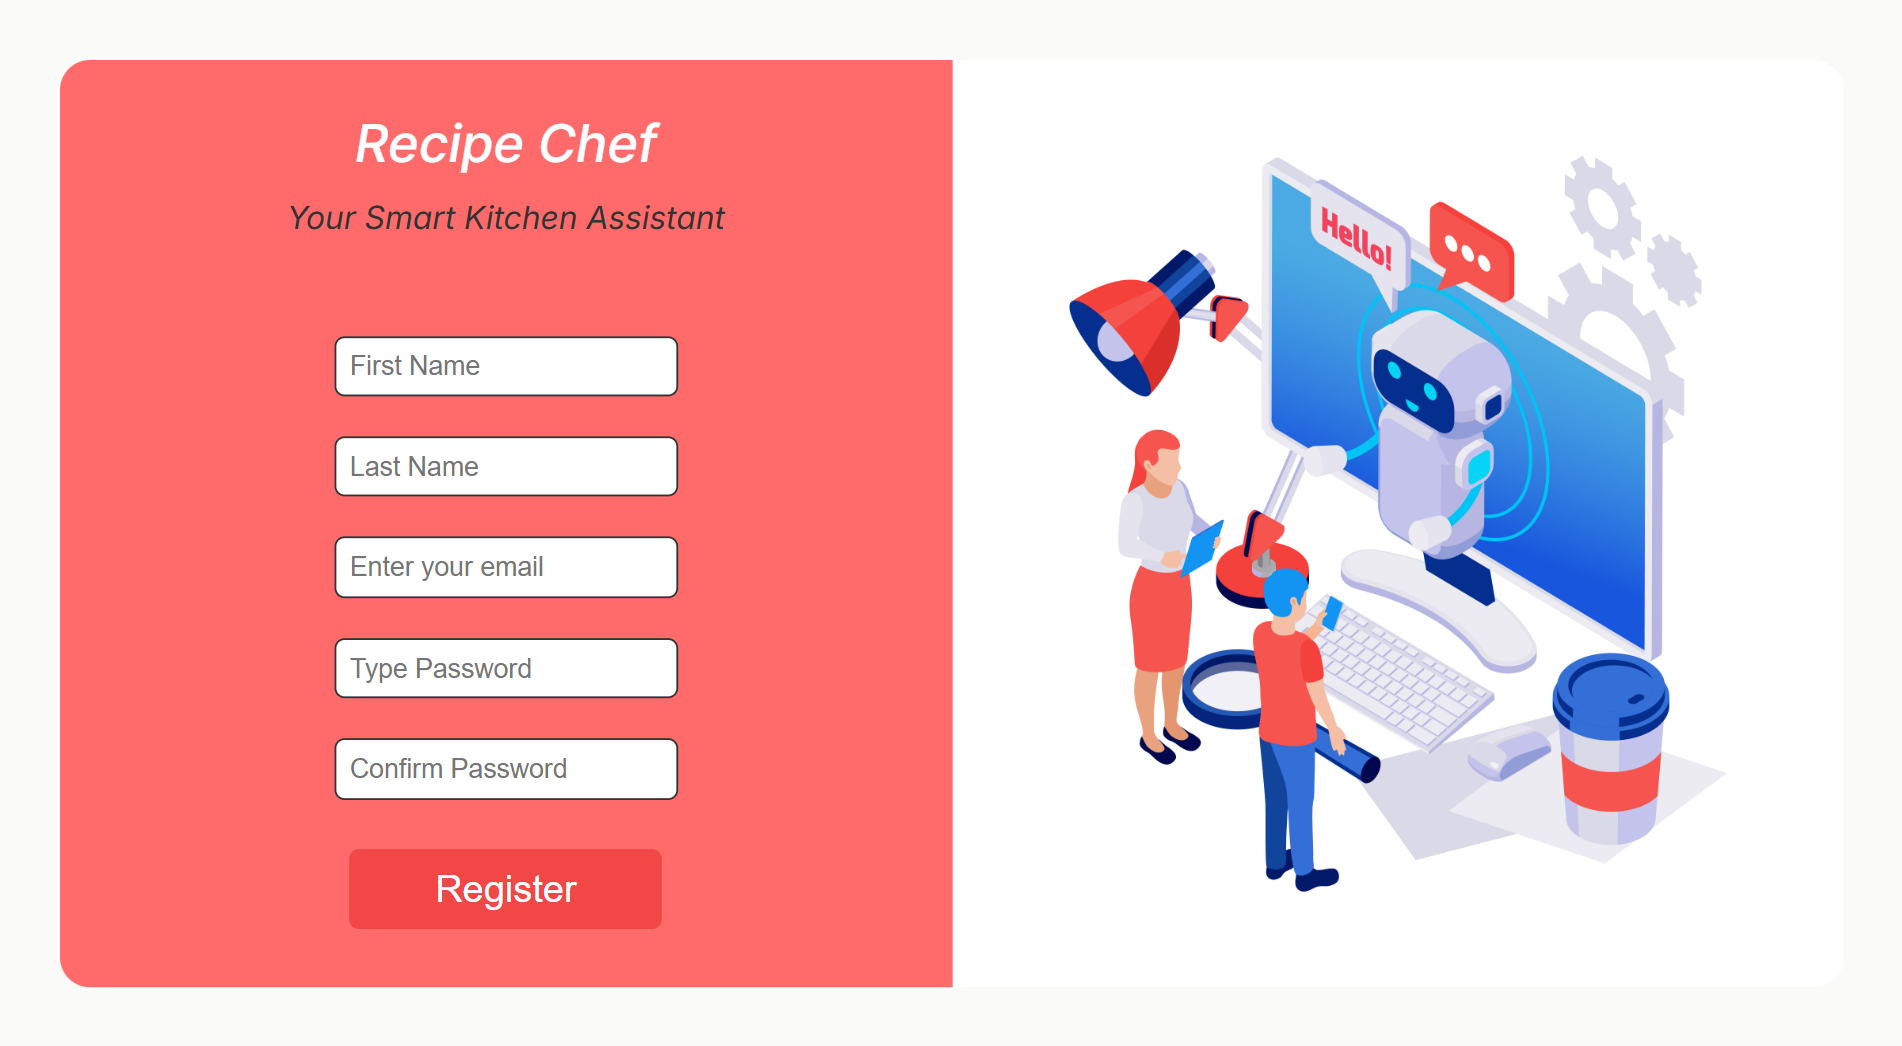 Recipe Chef
Your Smart Kitchen Assistant
First Name
Last Name
Enter your email
Type Password
Confirm Password
Register
Hello!